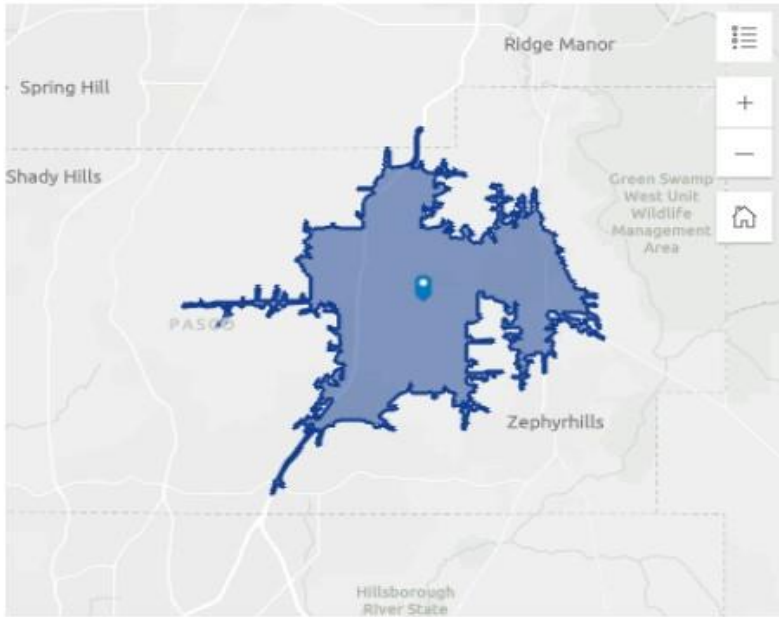 Ridge Manor
Spring Hill
Shady Hills
Green Swamp
West Unit
Wildlife
Management
Area
PASCO
Zephyrhills
Hillsborough
River State